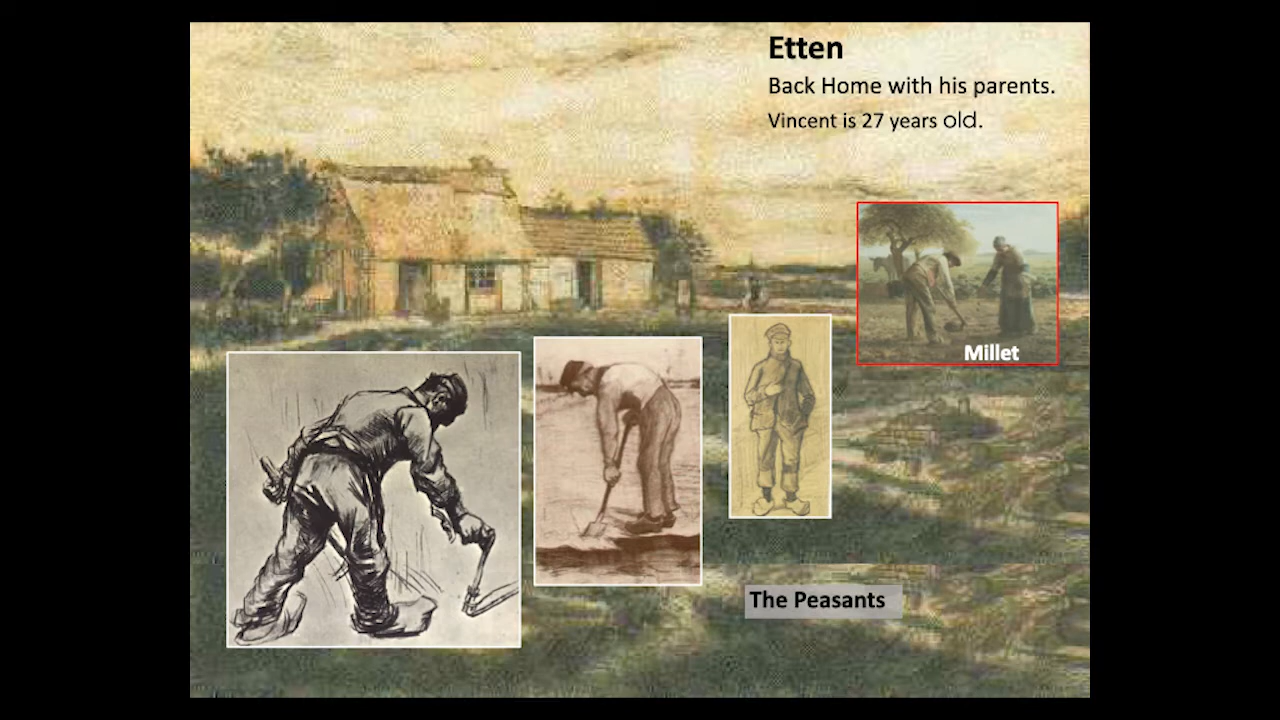 Etten
Back Home with his parents.
Vincent is 27 years old.
Millet
The Peasants